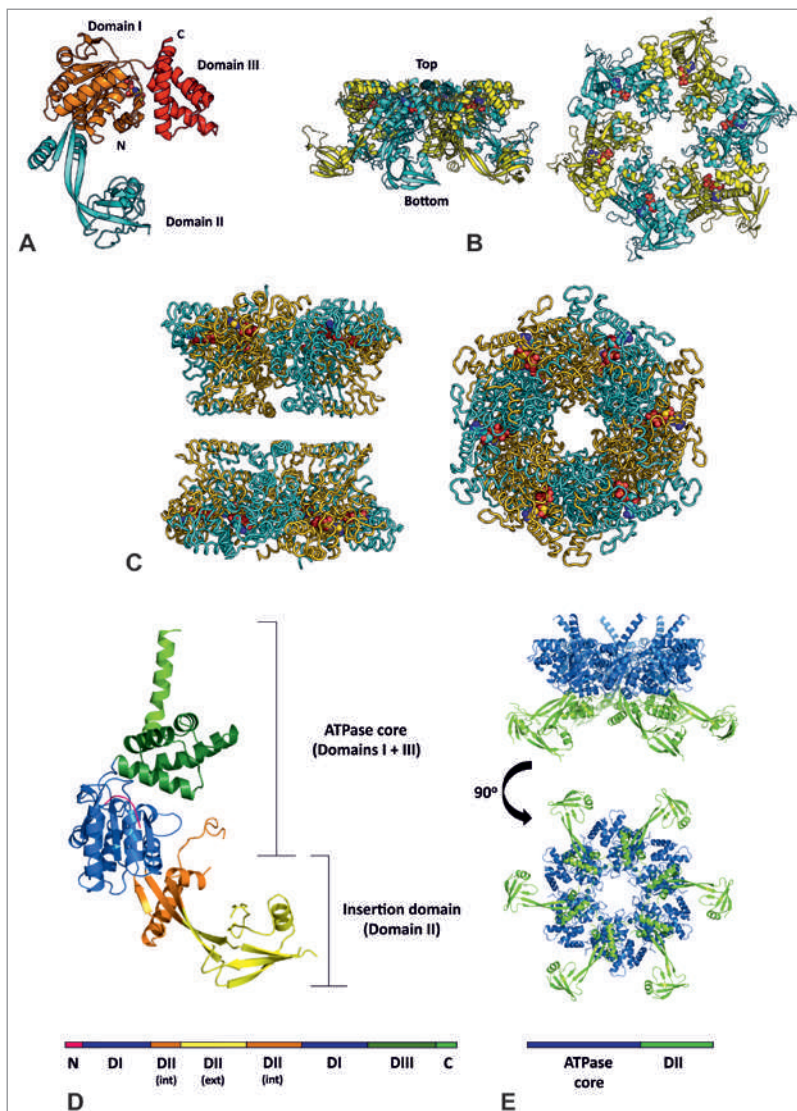 Domain I
C
Domain III
N
Domain II
A
Top
Bottom
B
C
ATPase core
(Domains I + III)
Insertion domain
(Domain II)
N DI DII DII DII DI DIII C
(int) (ext) (int)
D
90º
ATPase DII
core
E